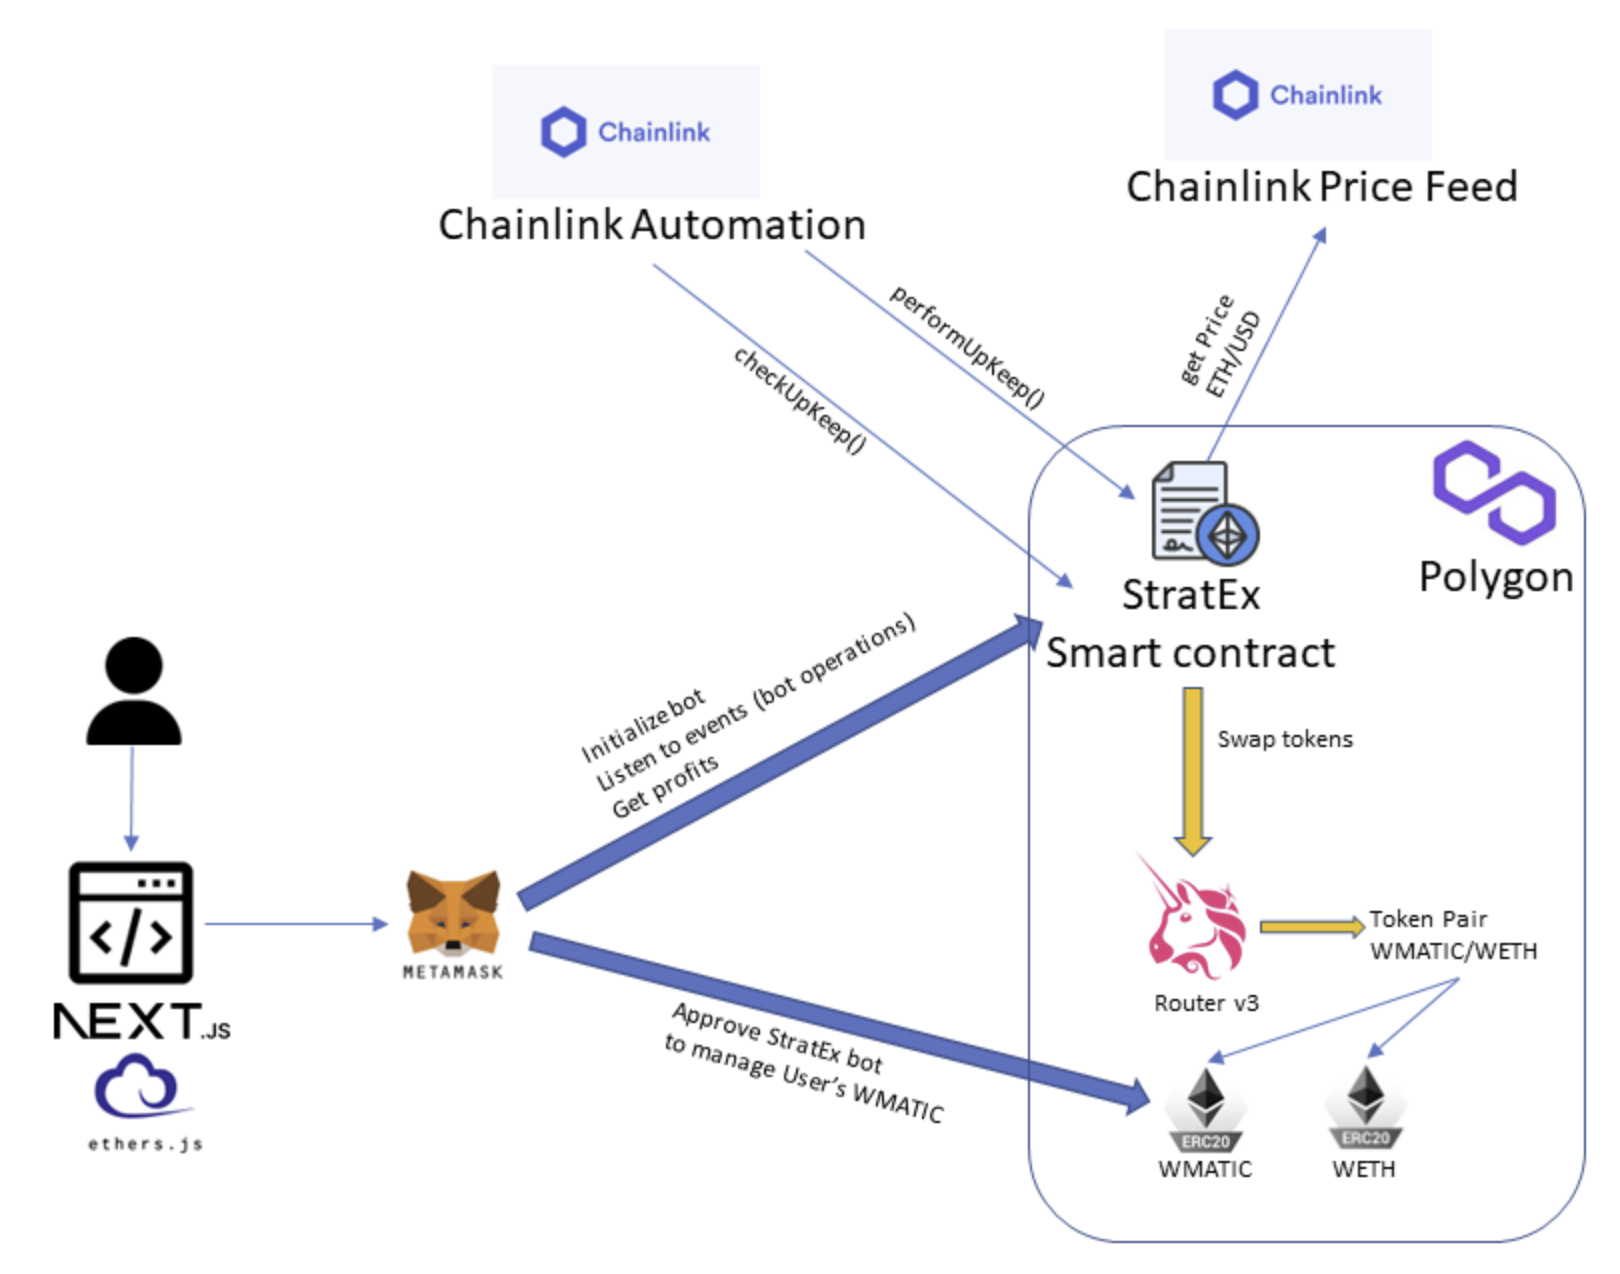 Chainlink
Chainlink Automation
Chainlink
Chainlink Price Feed
performUpKeep()
checkUpKeep()
get Price
ETH/USD
Polygon
StratEx
Smart contract
Initialize bot
Listen to events (bot operations)
Get profits
Swap tokens
METAMASK
NEXT.JS
ethers.js
Router v3
Token Pair
WMATIC/WETH
Approve StratEx bot
to manage User's WMATIC
ERC20
WMATIC
ERC20
WETH